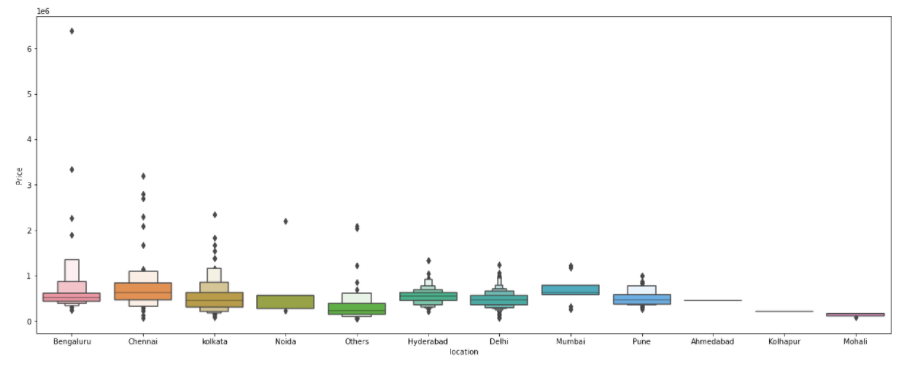 1e6
6
5
4
3
2
1
0
Price
Bengaluru Chennai kolkata Noida Others Hyderabad Delhi Mumbai Pune Ahmedabad Kolhapur Mohali
location